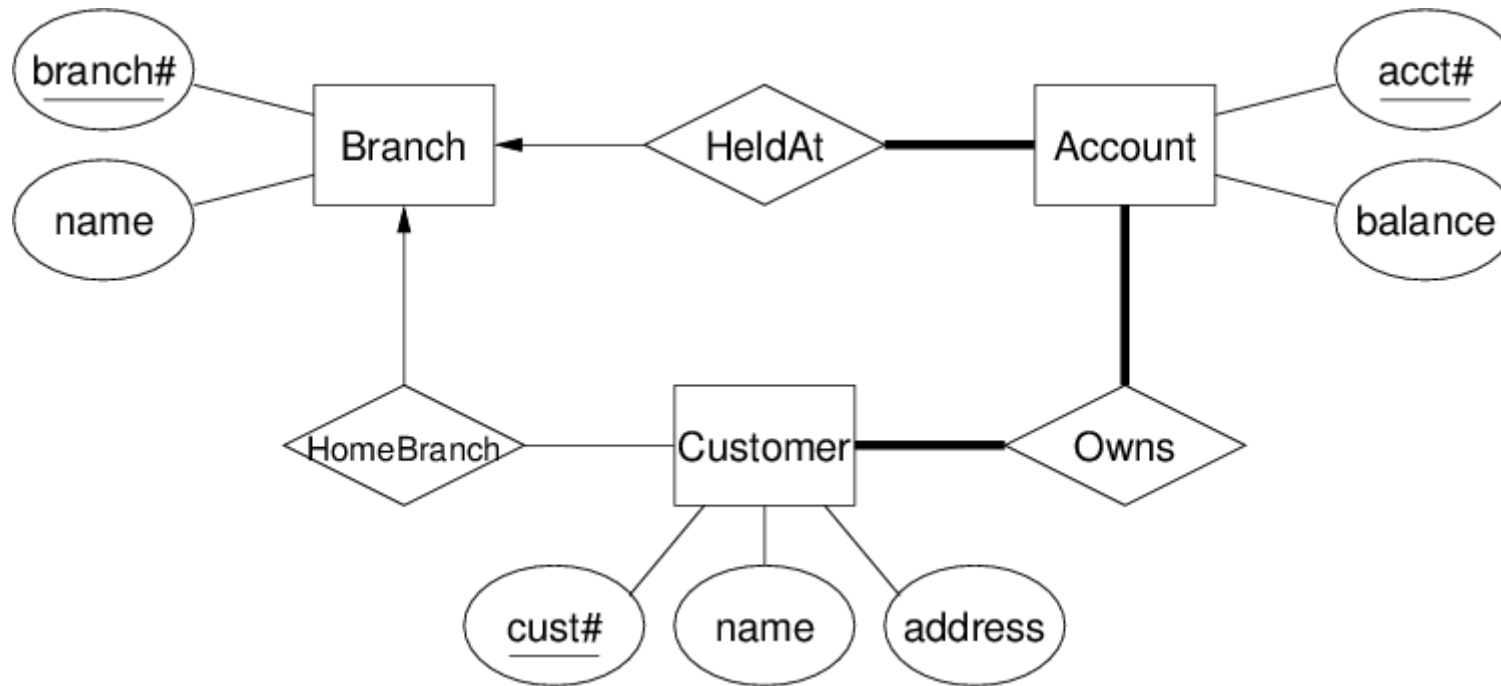 branch#
acct#
Branch
HeldAt
Account
name
balance
HomeBranch
Customer
Owns
cust#
name
address